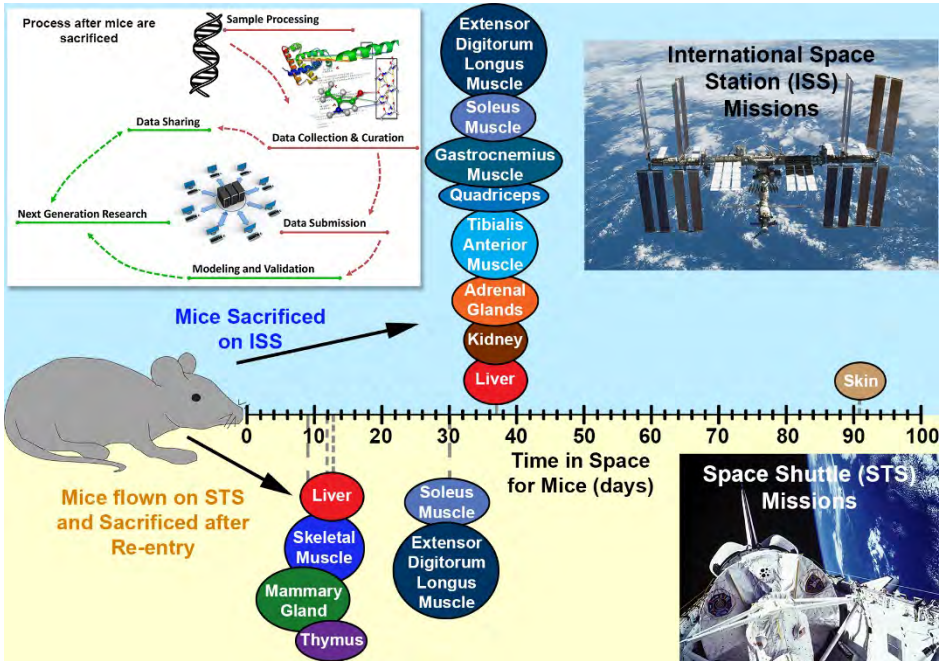 Process after mice are
sacrificed
Sample Processing
Data Sharing
Data Collection & Curation
Next Generation Research
Data Submission
Modeling and Validation
Extensor
Digitorum
Longus
Muscle
Soleus
Muscle
Gastrocnemius
Muscle
Quadriceps
Tibialis
Anterior
Muscle
Adrenal
Glands
Kidney
Liver
International Space
Station (ISS)
Missions
Mice Sacrificed
on ISS
Skin
0 10 20 30 40 50 60 70 80 90 100
Time in Space
for Mice (days)
Mice flown on STS
and Sacrificed after
Re-entry
Liver
Skeletal
Muscle
Mammary
Gland
Thymus
Soleus
Muscle
Extensor
Digitorum
Longus
Muscle
Space Shuttle (STS)
Missions